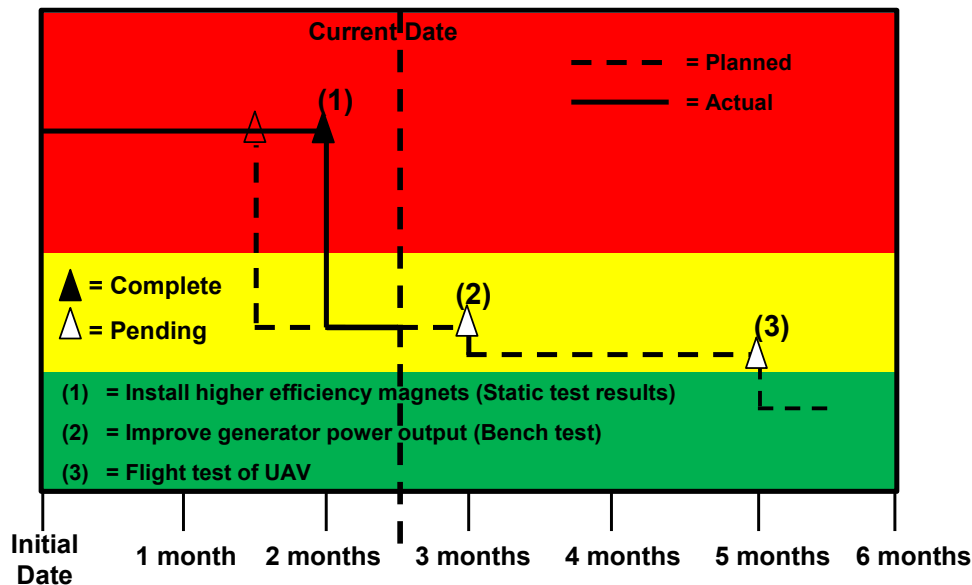 Current Date
= Planned
= Actual
(1)
= Complete
= Pending
(2)
(3)
(1) = Install higher efficiency magnets (Static test results)
(2) = Improve generator power output (Bench test)
(3) = Flight test of UAV
Initial
Date
1 month
2 months
3 months
4 months
5 months
6 months